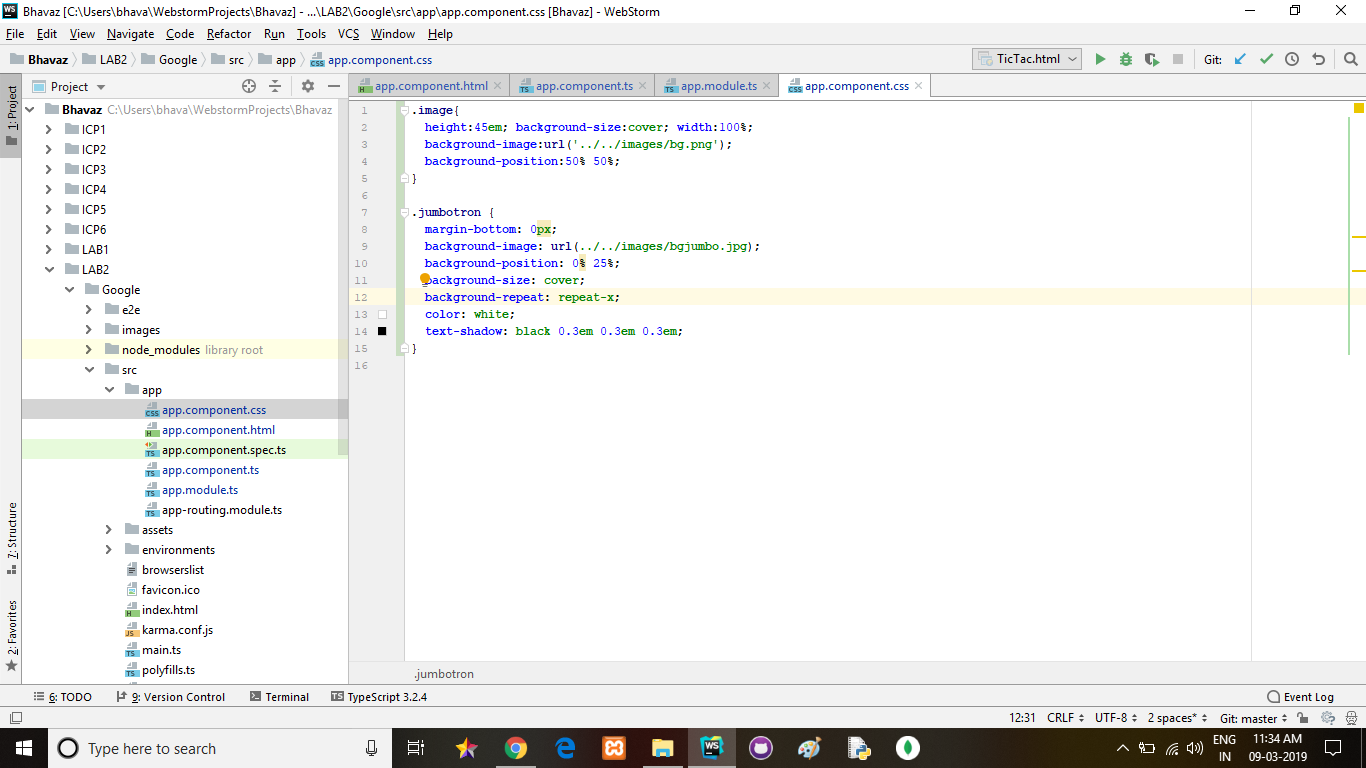 Bhavaz [C:\Users\bhava\WebstormProjects\Bhavaz] - ...\LAB2\Google\src\app\app.component.css [Bhavaz] - WebStorm
File Edit View Navigate Code Refactor Run Tools VCS Window Help
Bhavaz LAB2 Google src app app.component.css TicTac.html Git:
1: Project
Project
app.component.html app.component.ts app.module.ts app.component.css
Bhavaz C:\Users\bhava\WebstormProjects\Bhavaz
ICP1
ICP2
ICP3
ICP4
ICP5
ICP6
LAB1
LAB2
Google
e2e
images
node_modules library root
src
app
app.component.css
app.component.html
app.component.spec.ts
app.component.ts
app.module.ts
app-routing.module.ts
assets
environments
browserslist
favicon.ico
index.html
karma.conf.js
main.ts
polyfills.ts
7: Structure
2: Favorites
1 .image{
2 height:45em; background-size:cover; width:100%;
3 background-image:url('../../images/bg.png');
4 background-position:50% 50%;
5 }
6
7 .jumbotron {
8 margin-bottom: 0px;
9 background-image: url(../../images/bgjumbo.jpg);
10 background-position: 0% 25%;
11 background-size: cover;
12 background-repeat: repeat-x;
13 color: white;
14 text-shadow: black 0.3em 0.3em 0.3em;
15 }
16
.jumbotron
6: TODO 9: Version Control Terminal TypeScript 3.2.4 Event Log
12:31 CRLF UTF-8 2 spaces* Git: master
Type here to search
ENG
IN
11:34 AM
09-03-2019